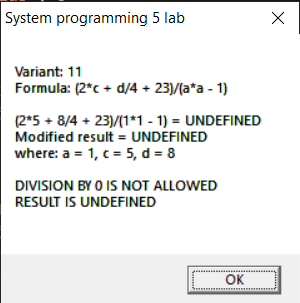 System programming 5 lab
Variant: 11
Formula: (2*c + d/4 + 23)/(a*a - 1)
(2*5 + 8/4 + 23)/(1*1 - 1) = UNDEFINED
Modified result = UNDEFINED
where: a = 1, c = 5, d = 8
DIVISION BY 0 IS NOT ALLOWED
RESULT IS UNDEFINED
OK